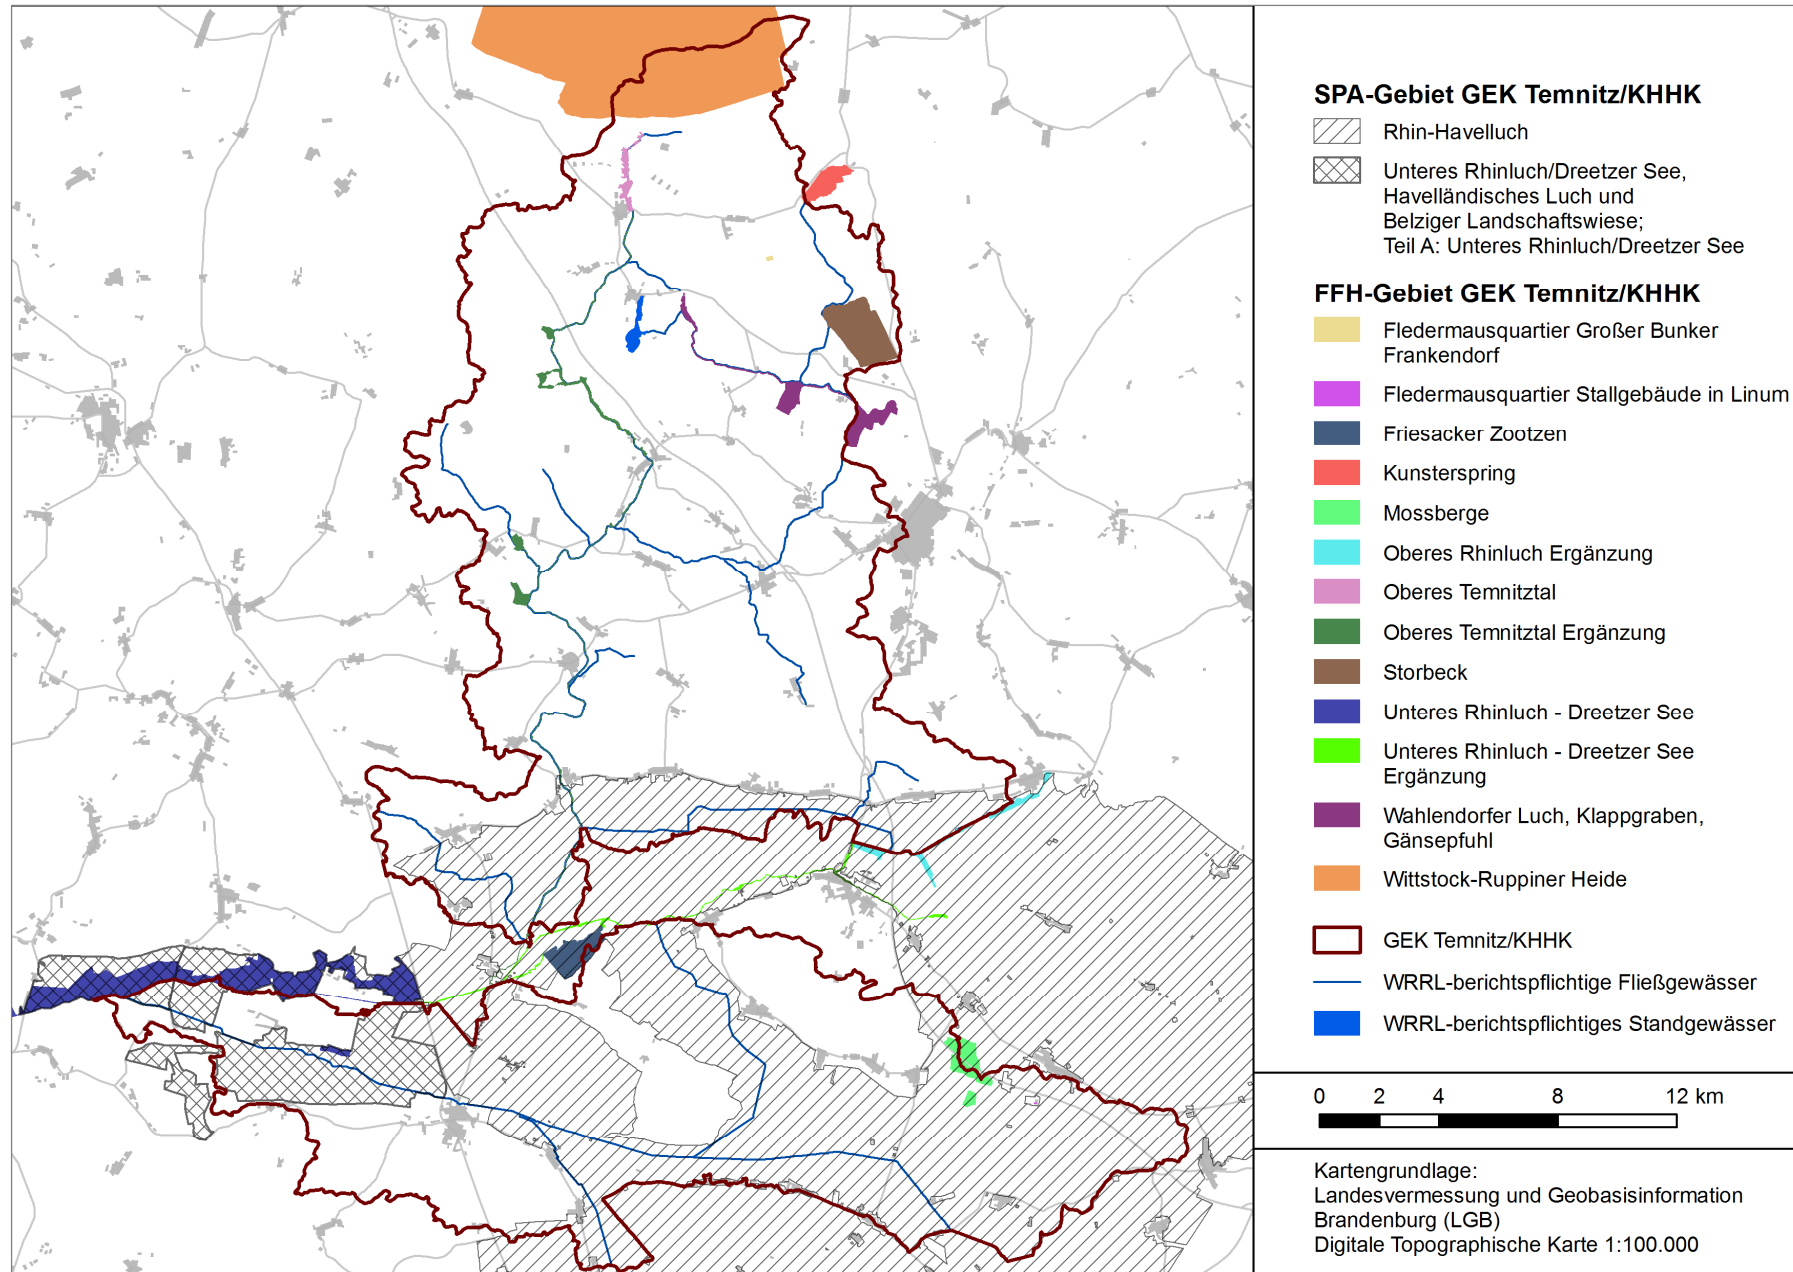 SPA-Gebiet GEK Temnitz/KHHK
Rhin-Havelluch
Unteres Rhinluch/Dreetzer See,
Havelländisches Luch und
Belziger Landschaftswiese;
Teil A: Unteres Rhinluch/Dreetzer See
FFH-Gebiet GEK Temnitz/KHHK
Fledermausquartier Großer Bunker
Frankendorf
Fledermausquartier Stallgebäude in Linum
Friesacker Zootzen
Kunsterspring
Mossberge
Oberes Rhinluch Ergänzung
Oberes Temnitztal
Oberes Temnitztal Ergänzung
Storbeck
Unteres Rhinluch - Dreetzer See
Unteres Rhinluch - Dreetzer See
Ergänzung
Wahlendorfer Luch, Klappgraben,
Gänsepfuhl
Wittstock-Ruppiner Heide
GEK Temnitz/KHHK
WRRL-berichtspflichtige Fließgewässer
WRRL-berichtspflichtiges Standgewässer
0 2 4 8 12 km
Kartengrundlage:
Landesvermessung und Geobasisinformation
Brandenburg (LGB)
Digitale Topographische Karte 1:100.000